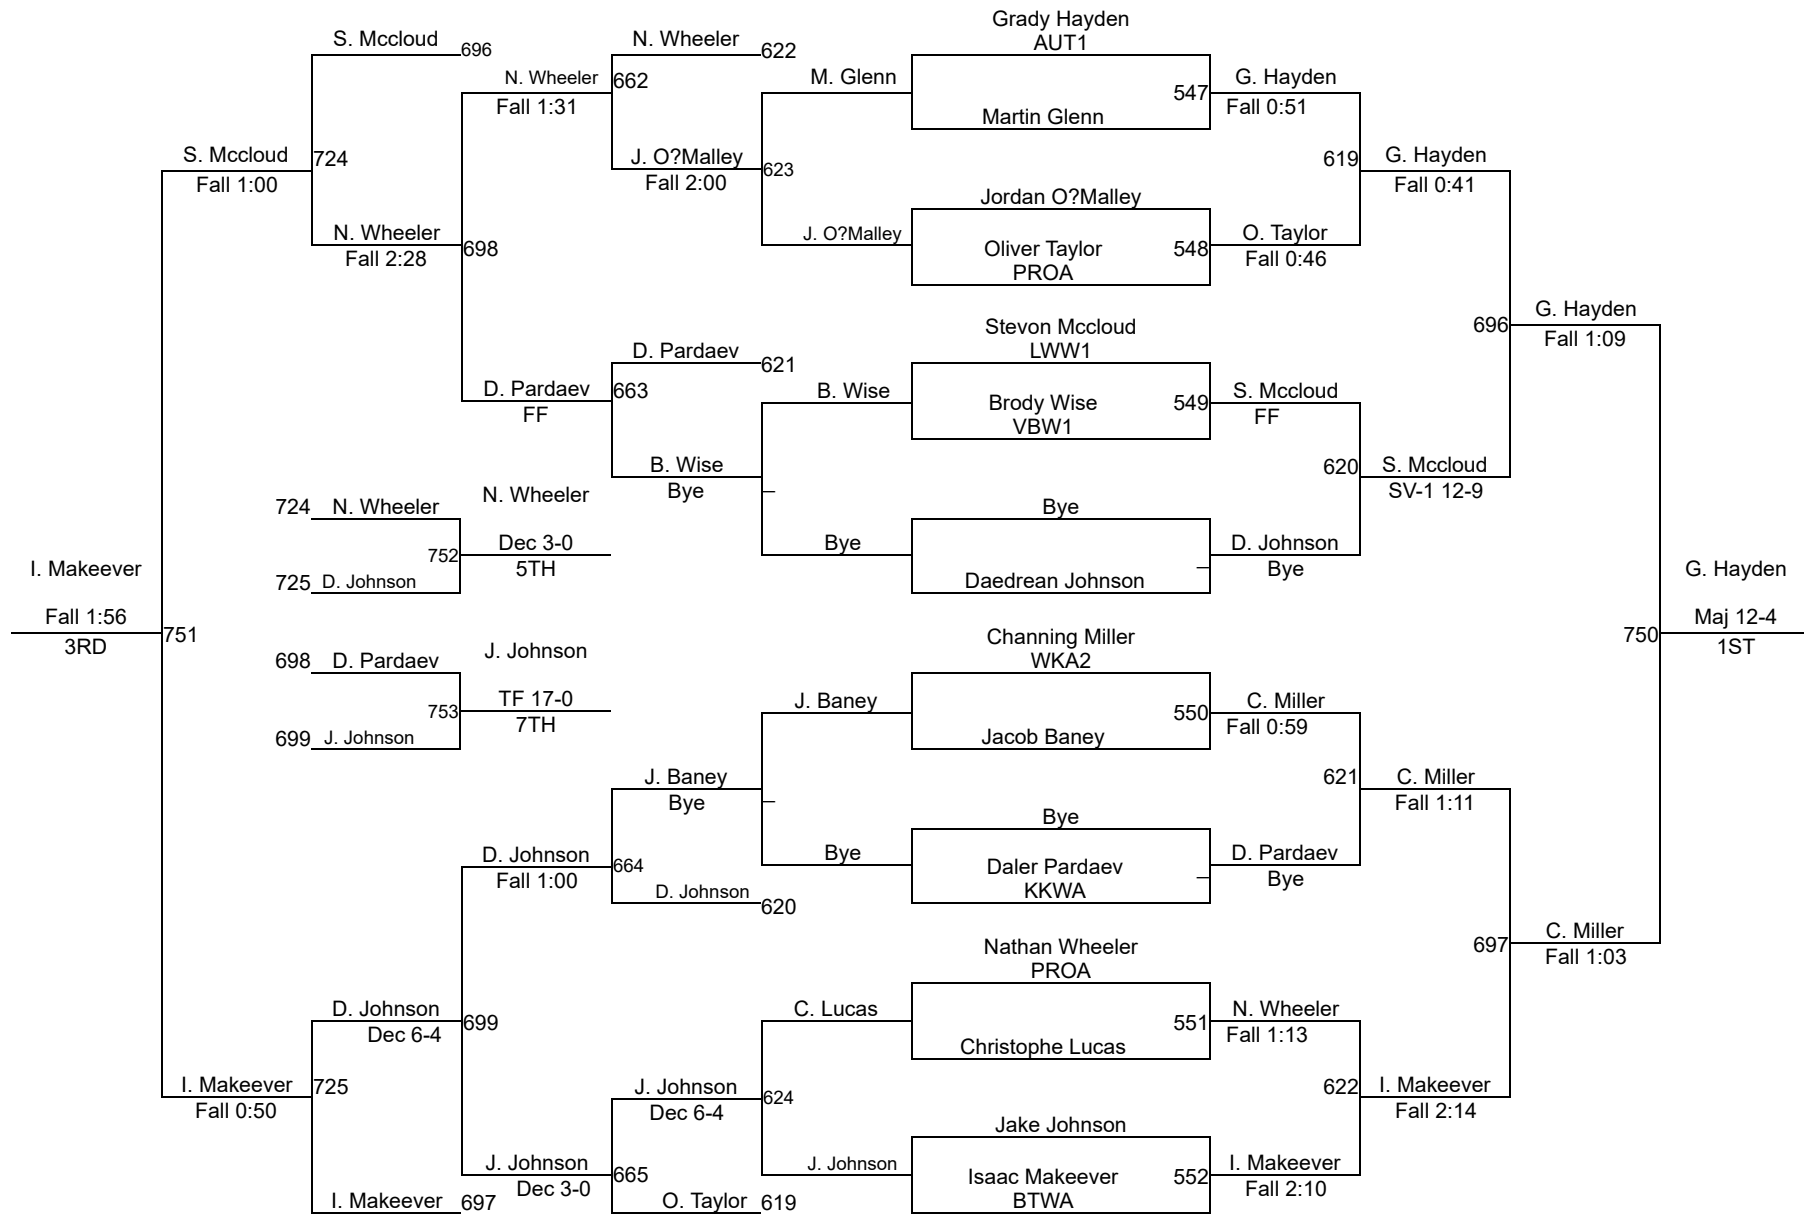 Grady Hayden
AUT1
S. Mccloud
696
N. Wheeler
622
N. Wheeler
662
Fall 1:31
M. Glenn
547
G. Hayden
Fall 0:51
Martin Glenn
S. Mccloud
724
Fall 1:00
J. O?Malley
623
Fall 2:00
619
G. Hayden
Fall 0:41
Jordan O?Malley
N. Wheeler
698
Fall 2:28
J. O?Malley
Oliver Taylor
548
PROA
O. Taylor
Fall 0:46
G. Hayden
696
Fall 1:09
Stevon Mccloud
LWW1
D. Pardaev
621
D. Pardaev
663
FF
B. Wise
Brody Wise
549
VBW1
S. Mccloud
FF
B. Wise
Bye
620
S. Mccloud
SV-1 12-9
724
N. Wheeler
N. Wheeler
Bye
752
Dec 3-0
5TH
Bye
D. Johnson
Bye
725
D. Johnson
Daedrean Johnson
I. Makeever
Fall 1:56
3RD
751
G. Hayden
Maj 12-4
750
1ST
Channing Miller
WKA2
698
D. Pardaev
J. Johnson
753
TF 17-0
7TH
699
J. Johnson
J. Baney
550
C. Miller
Fall 0:59
Jacob Baney
J. Baney
Bye
621
C. Miller
Fall 1:11
Bye
D. Johnson
664
Fall 1:00
Bye
Daler Pardaev
KKWA
D. Pardaev
Bye
D. Johnson
620
Nathan Wheeler
PROA
697
C. Miller
Fall 1:03
D. Johnson
699
Dec 6-4
C. Lucas
551
N. Wheeler
Fall 1:13
Christophe Lucas
I. Makeever
725
Fall 0:50
J. Johnson
624
Dec 6-4
622
I. Makeever
Fall 2:14
Jake Johnson
J. Johnson
665
Dec 3-0
J. Johnson
Isaac Makeever
552
BTWA
I. Makeever
Fall 2:10
I. Makeever
697
O. Taylor
619